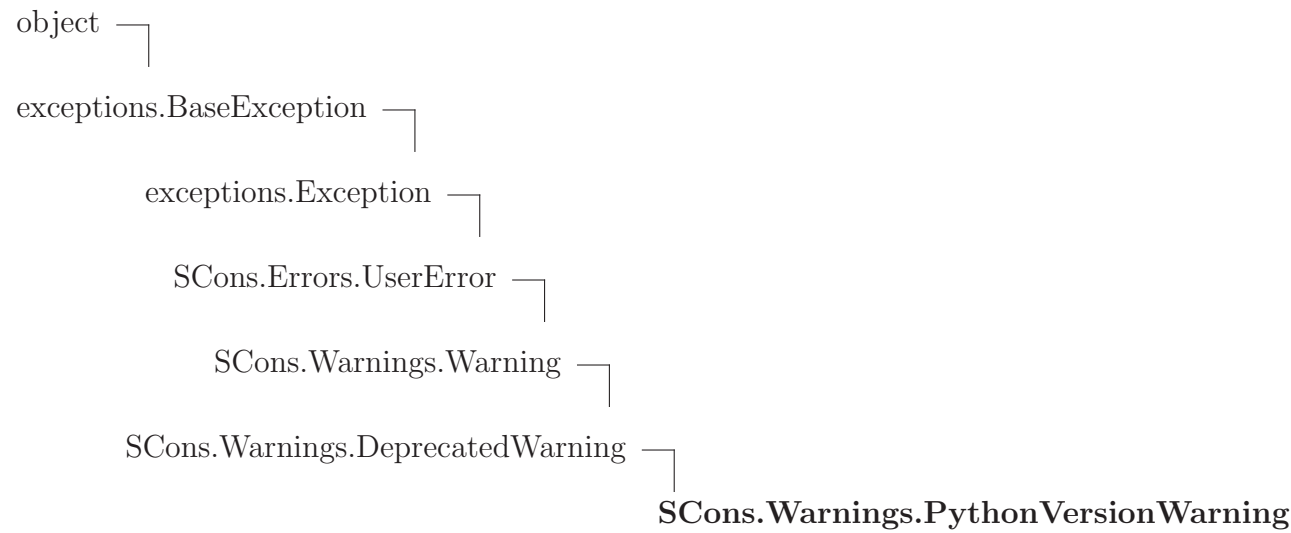 object
exceptions.BaseException
exceptions.Exception
SCons.Errors.UserError
SCons.Warnings.Warning
SCons.Warnings.DeprecatedWarning
SCons.Warnings.PythonVersionWarning